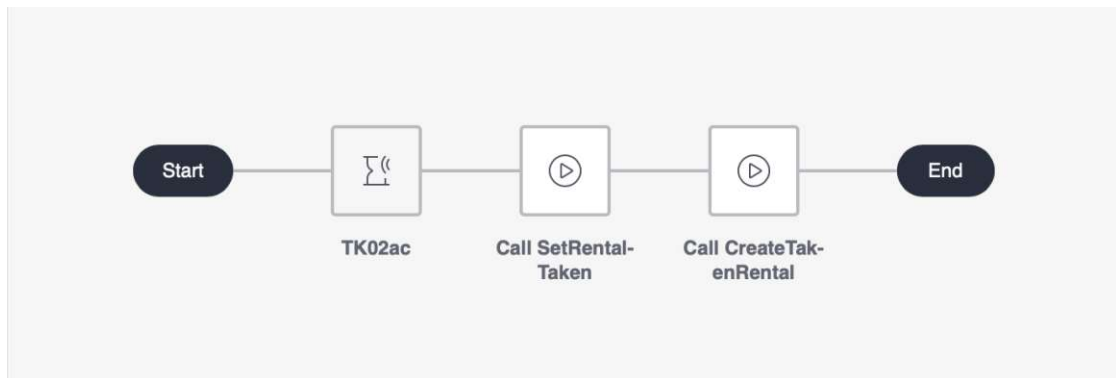 Start
End
TK02ac
Call SetRental-
Taken
Call CreateTak-
enRental